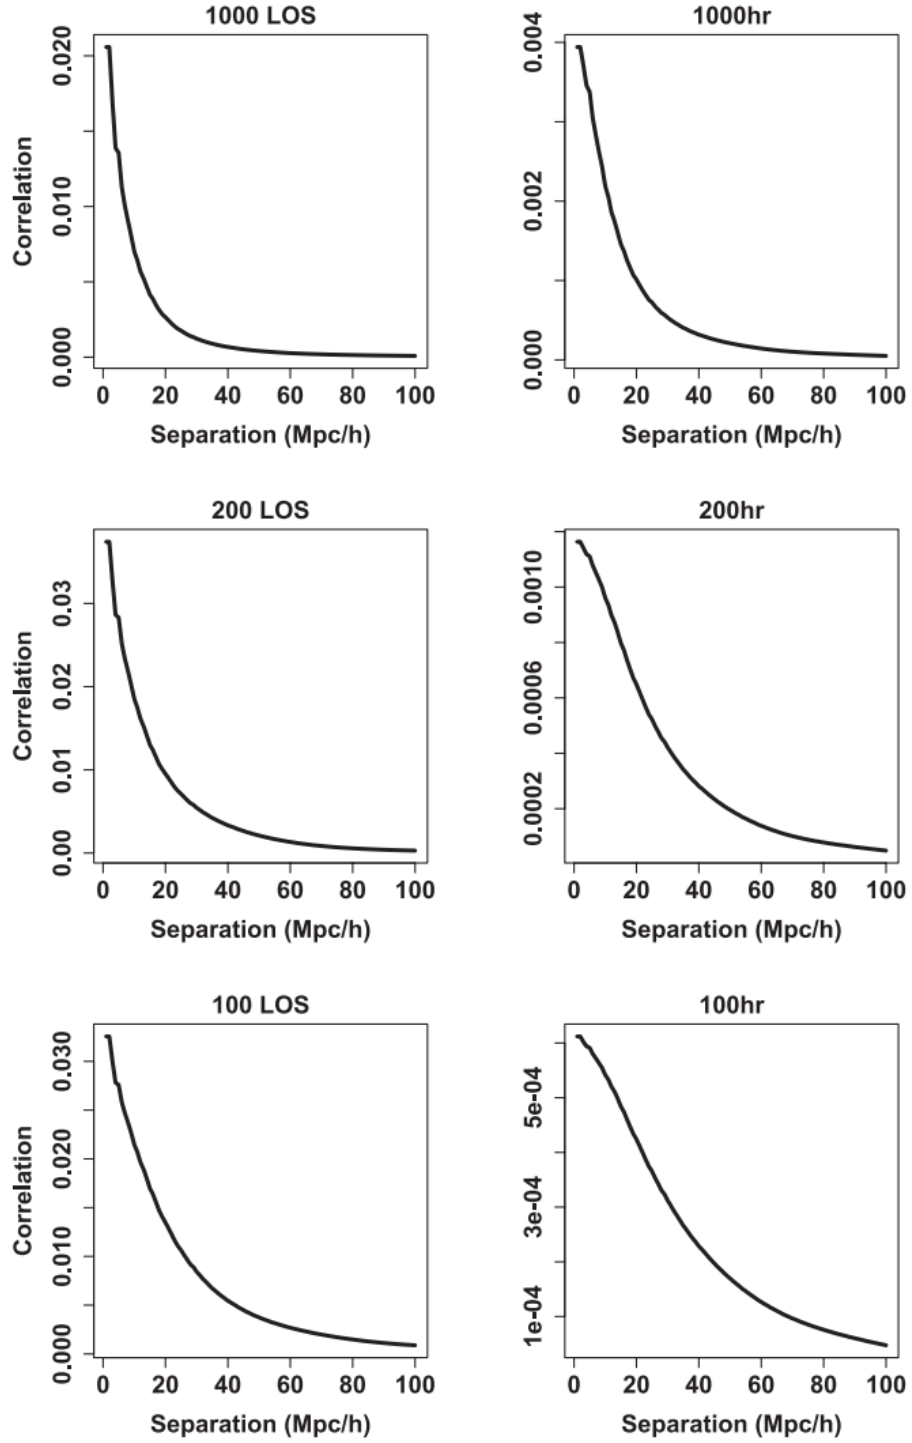 1000 LOS
Correlation
0.020
0.010
0.000
0 20 40 60 80 100
Separation (Mpc/h)
1000hr
0.004
0.002
0.000
0 20 40 60 80 100
Separation (Mpc/h)
200 LOS
Correlation
0.03
0.02
0.01
0.00
0 20 40 60 80 100
Separation (Mpc/h)
200hr
0.0010
0.0006
0.0002
0 20 40 60 80 100
Separation (Mpc/h)
100 LOS
Correlation
0.030
0.020
0.010
0.000
0 20 40 60 80 100
Separation (Mpc/h)
100hr
5e-04
3e-04
1e-04
0 20 40 60 80 100
Separation (Mpc/h)